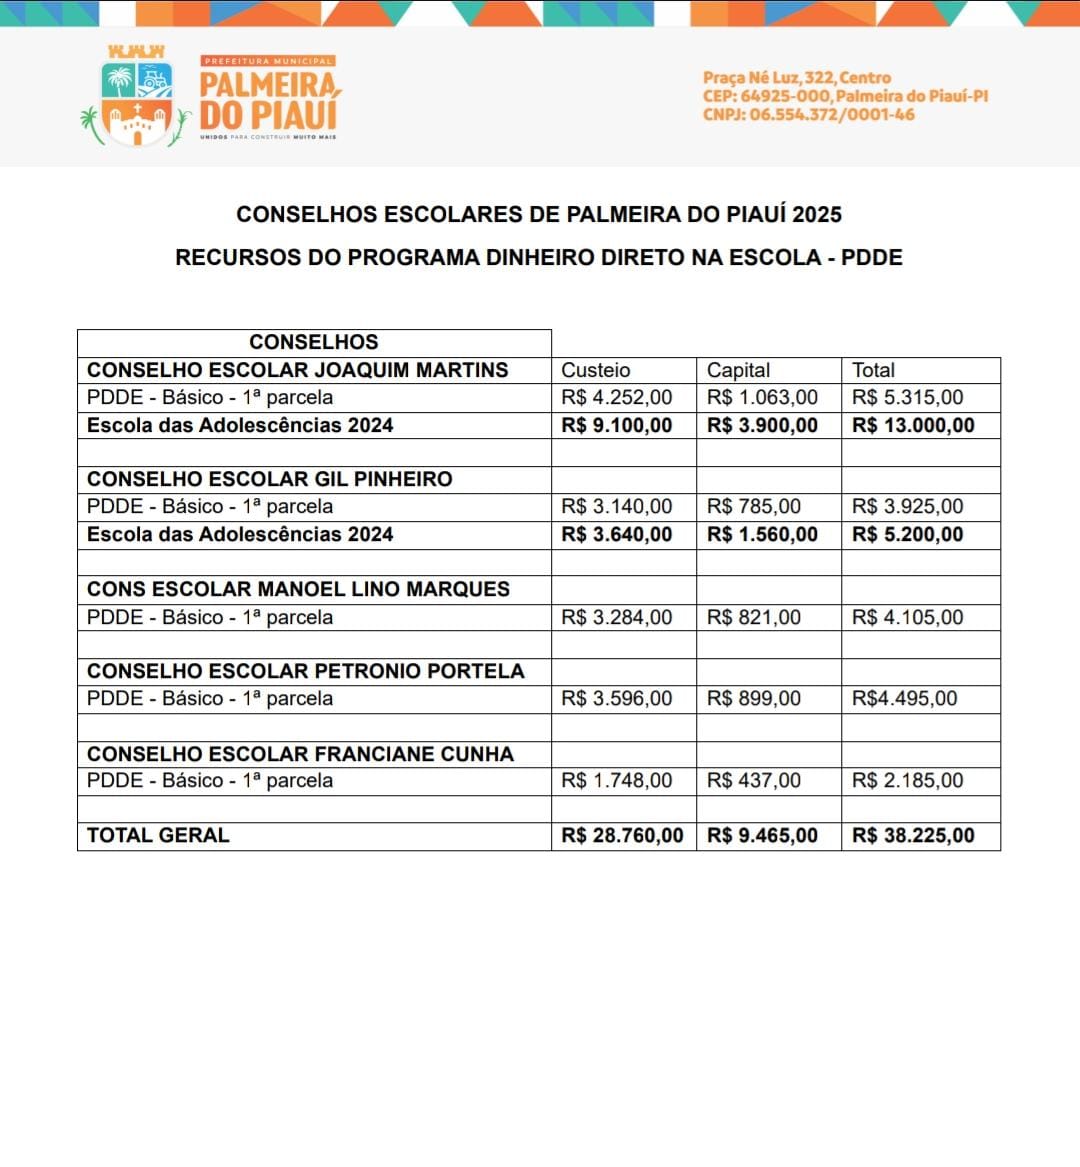 PREFEITURA MUNICIPAL
PALMEIRA
DO PIAUÍ
UNIDOS PARA CONSTRUIR MUITO MAIS
Praça Né Luz, 322, Centro
CEP: 64925-000, Palmeira do Piauí-PI
CNPJ: 06.554.372/0001-46
CONSELHOS ESCOLARES DE PALMEIRA DO PIAUÍ 2025
RECURSOS DO PROGRAMA DINHEIRO DIRETO NA ESCOLA - PDDE
CONSELHOS
CONSELHO ESCOLAR JOAQUIM MARTINS Custeio Capital Total
PDDE - Básico - 1ª parcela R$ 4.252,00 R$ 1.063,00 R$ 5.315,00
Escola das Adolescências 2024 R$ 9.100,00 R$ 3.900,00 R$ 13.000,00
CONSELHO ESCOLAR GIL PINHEIRO
PDDE - Básico - 1ª parcela R$ 3.140,00 R$ 785,00 R$ 3.925,00
Escola das Adolescências 2024 R$ 3.640,00 R$ 1.560,00 R$ 5.200,00
CONS ESCOLAR MANOEL LINO MARQUES
PDDE - Básico - 1ª parcela R$ 3.284,00 R$ 821,00 R$ 4.105,00
CONSELHO ESCOLAR PETRONIO PORTELA
PDDE - Básico - 1ª parcela R$ 3.596,00 R$ 899,00 R$4.495,00
CONSELHO ESCOLAR FRANCIANE CUNHA
PDDE - Básico - 1ª parcela R$ 1.748,00 R$ 437,00 R$ 2.185,00
TOTAL GERAL R$ 28.760,00 R$ 9.465,00 R$ 38.225,00